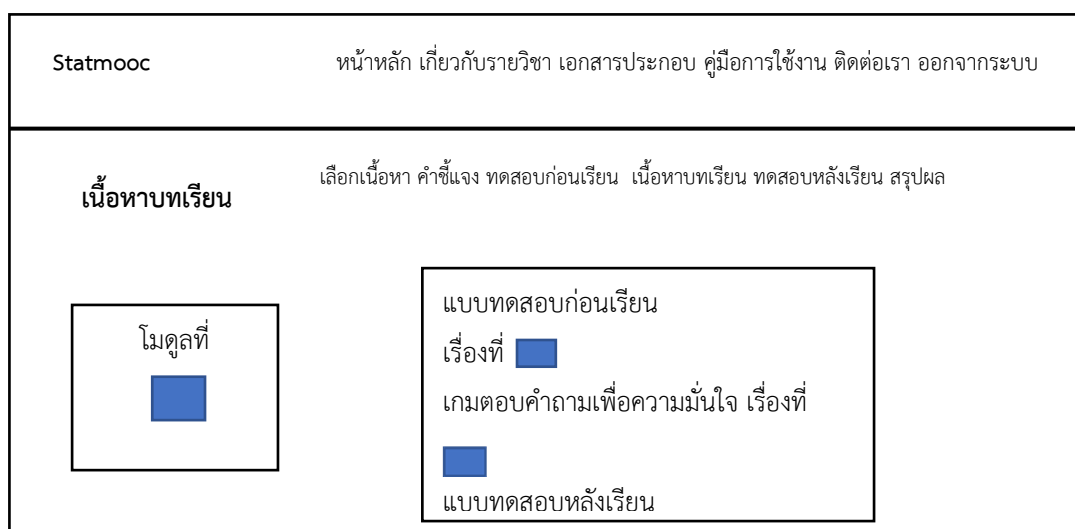 Statmooc
หน้าหลัก เกี่ยวกับรายวิชา เอกสารประกอบ คู่มือการใช้งาน ติดต่อเรา ออกจากระบบ
เนื้อหาบทเรียน
เลือกเนื้อหา คำชี้แจง ทดสอบก่อนเรียน เนื้อหาบทเรียน ทดสอบหลังเรียน สรุปผล
โมดูลที่
แบบทดสอบก่อนเรียน
เรื่องที่
เกมตอบคำถามเพื่อความมั่นใจ เรื่องที่
แบบทดสอบหลังเรียน